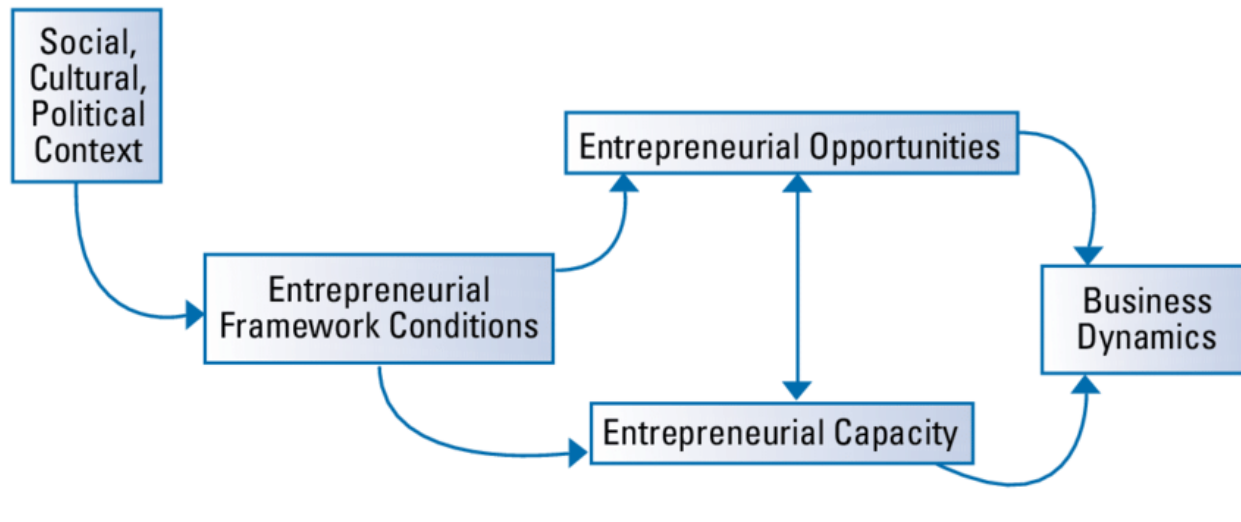 Social,
Cultural,
Political
Context
Entrepreneurial Opportunities
Entrepreneurial
Framework Conditions
Business
Dynamics
Entrepreneurial Capacity